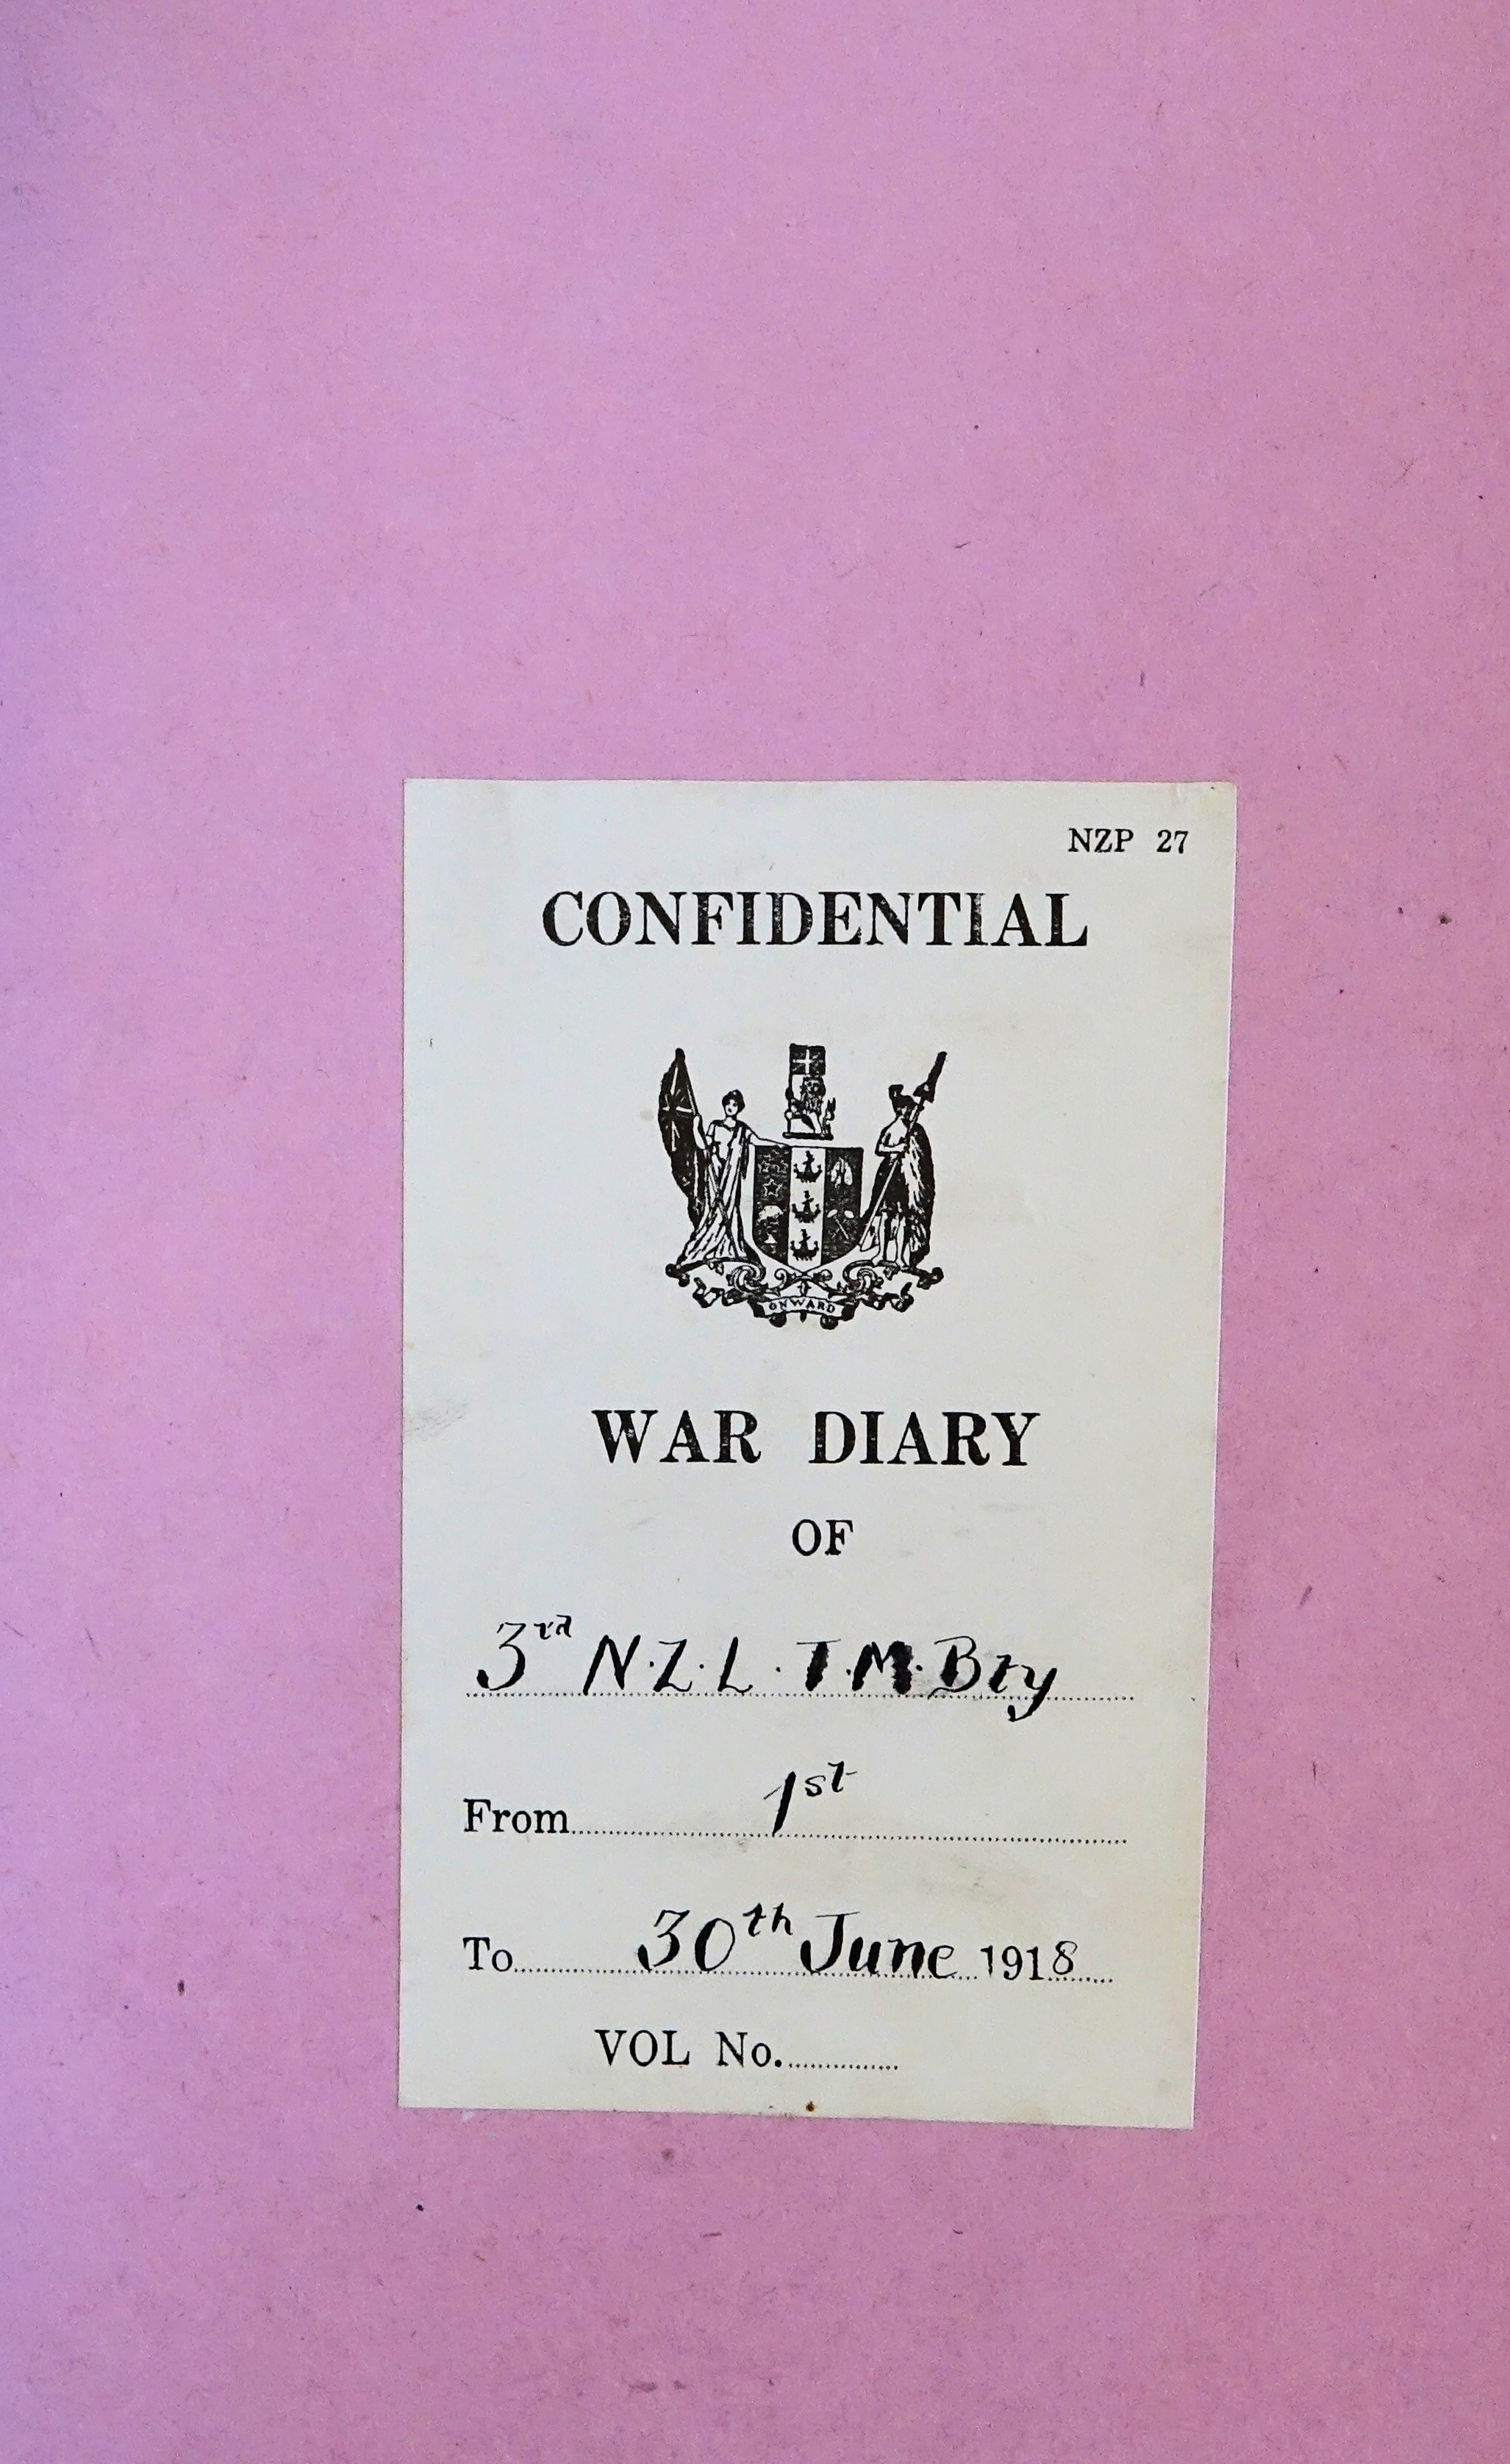 NZP 27
CONFIDENTIAL
ONWARD
WAR DIARY
OF
3rd N.Z.L. T.M. Bty
From 1st
To 30th June 1918
VOL No.